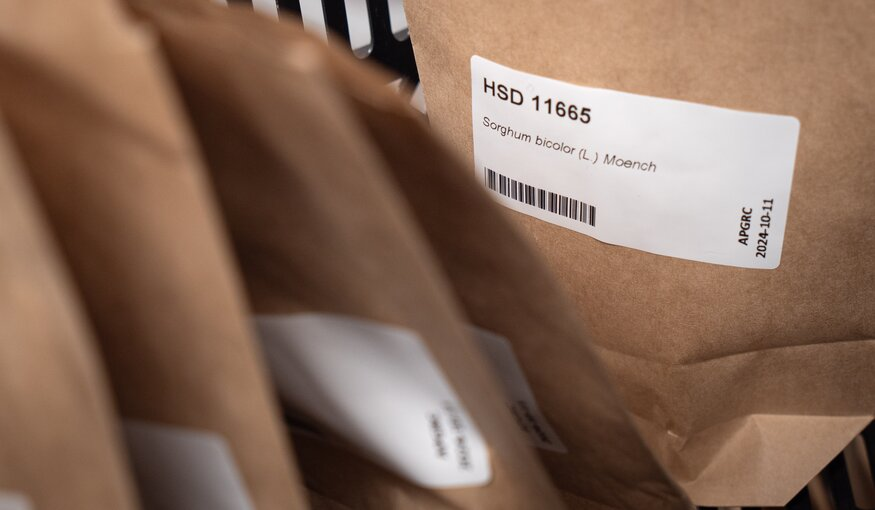 HSD 11665
Sorghum bicolor (L.) Moench
APGRC
2024-10-11